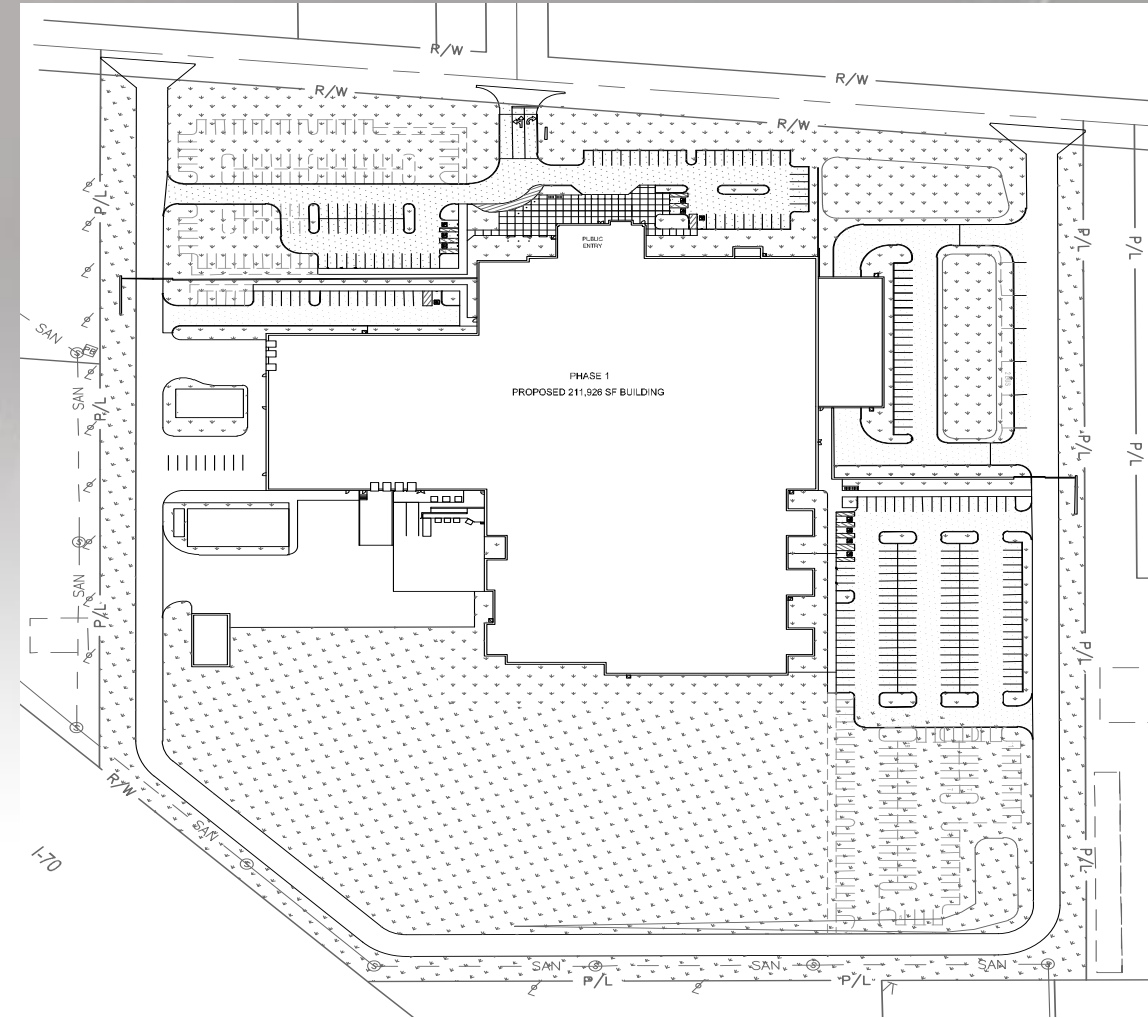 R/W
R/W
R/W
R/W
P/L
PUBLIC
ENTRY
P/L
P/L
SAN
PHASE 1
PROPOSED 211,926 SF BUILDING
SAN
P/L
P/L
P/L
SAN
P/L
P/L
R/W
SAN
I-70
P/L
SAN
SAN
SAN
P/L
P/L